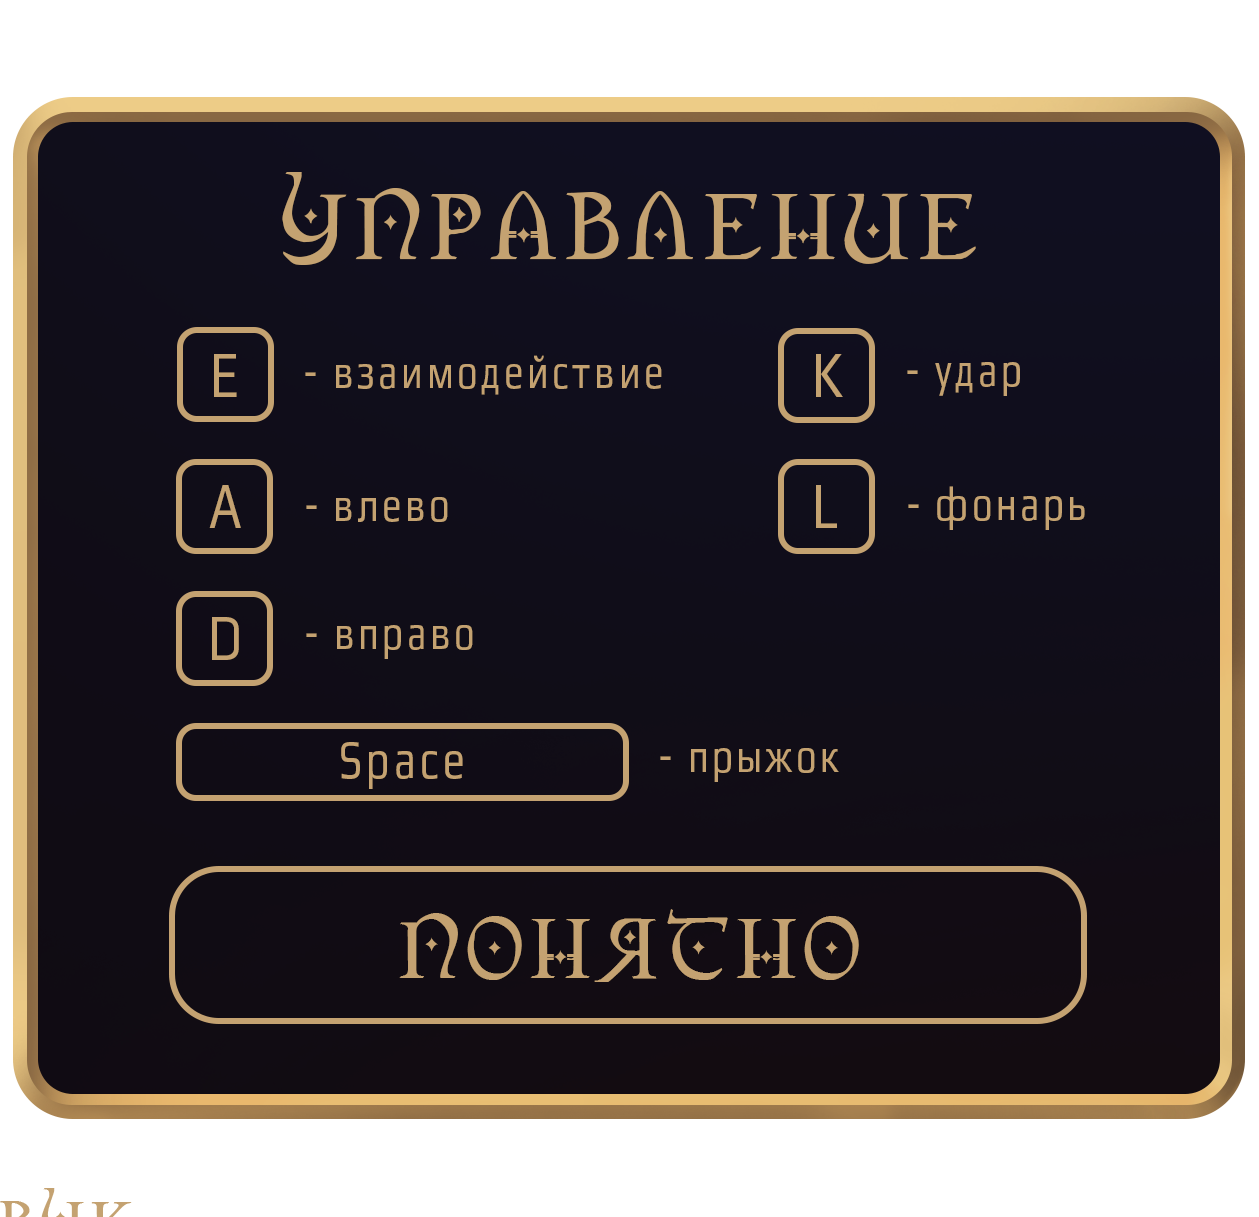 УПРАВЛЕНИЕ
E - взаимодействие
K - удар
A - влево
L - фонарь
D - вправо
Space - прыжок
ПОНЯТНО